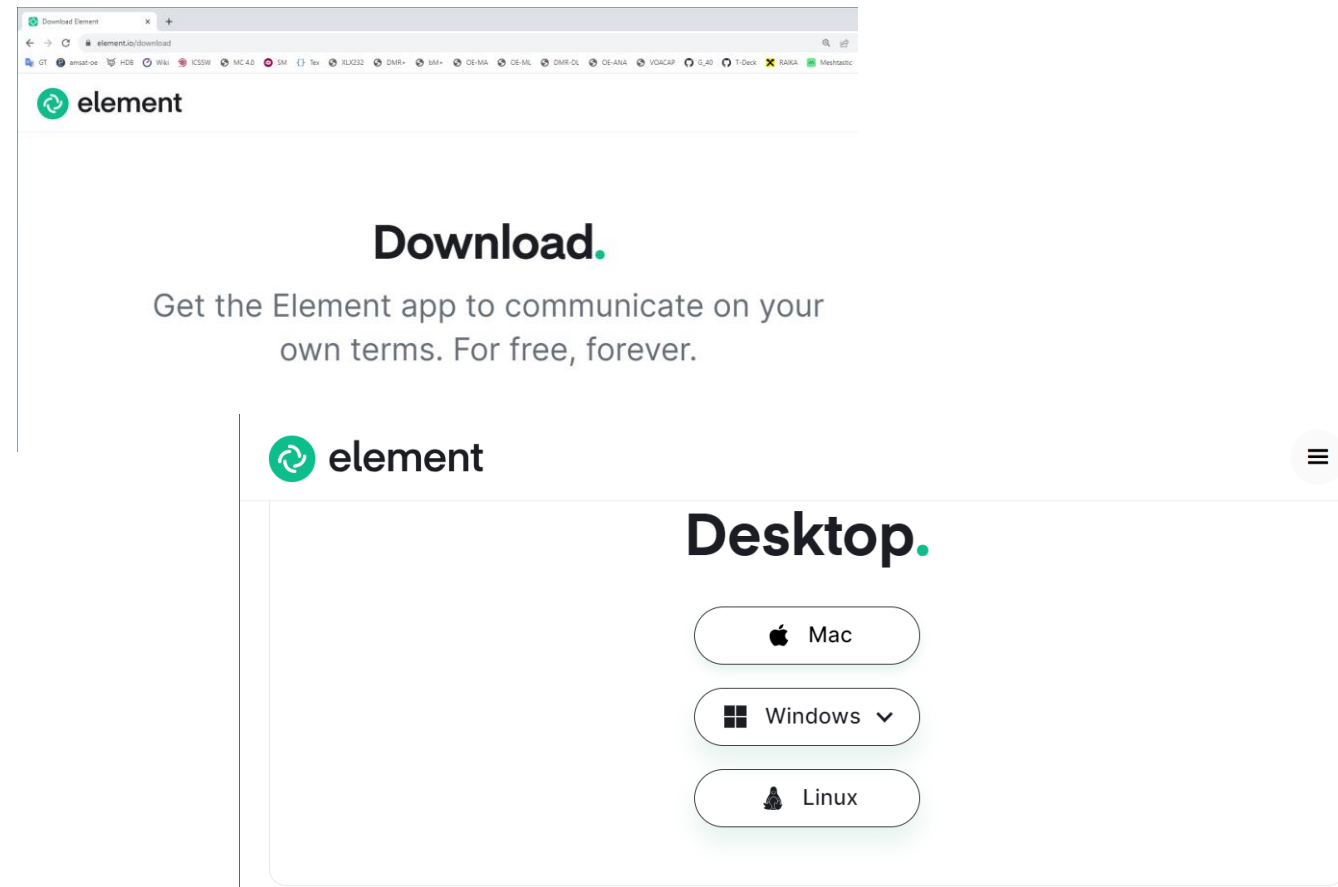 Download Element
element.io/download
GT amsat-oe HDB Wiki ICSSW MC 4.0 SM Tex XLX232 DMR+ bM+ OE-MA OE-ML DMR-DL OE-ANA VOACAP G_40 T-Deck RAIKA Meshtastic
element
Download.
Get the Element app to communicate on your
own terms. For free, forever.
element
Desktop.
Mac
Windows
Linux